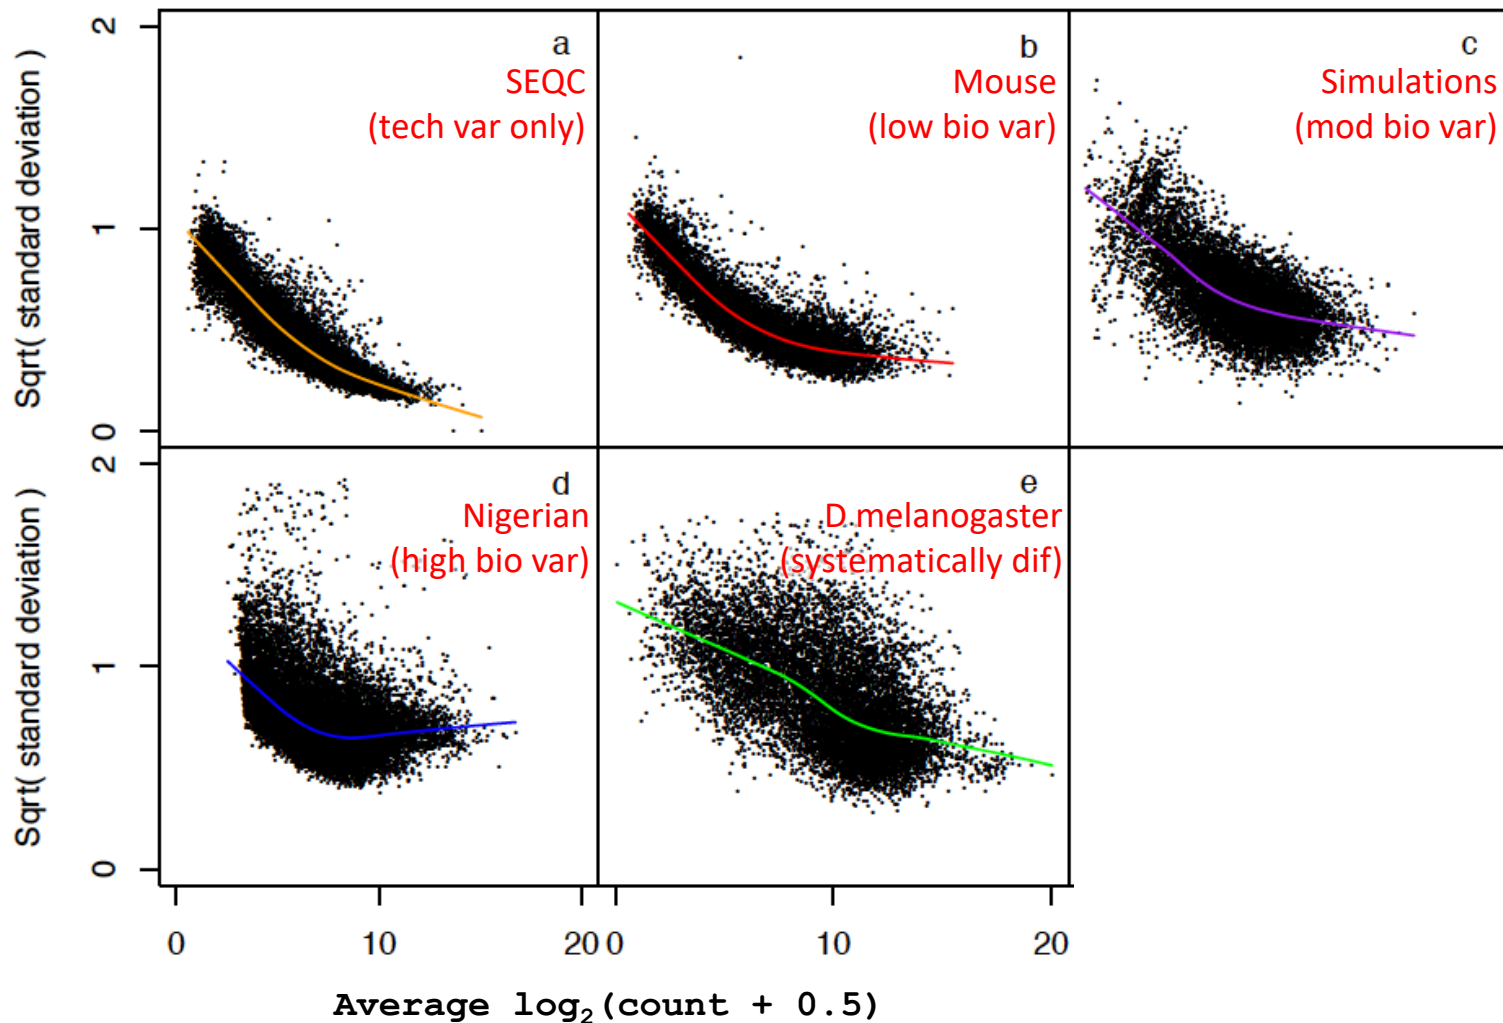 2
1
0
Sqrt( standard deviation )
a
SEQC
(tech var only)
b
Mouse
(low bio var)
c
Simulations
(mod bio var)
2
1
0
Sqrt( standard deviation )
d
Nigerian
(high bio var)
e
D melanogaster
(systematically dif)
0 10 20 0 10 20
Average log₂(count + 0.5)